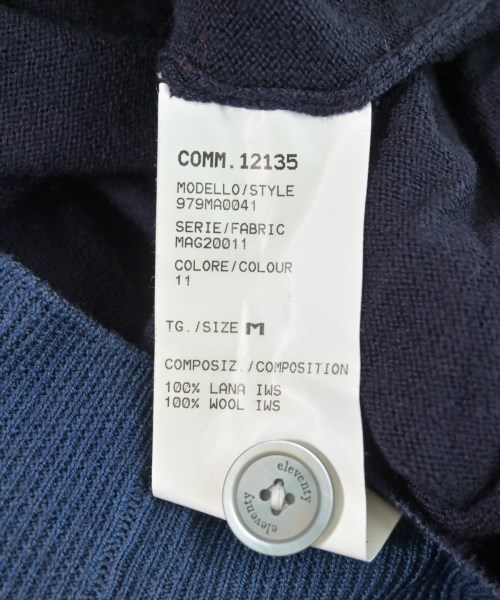 COMM.12135
MODELLO/STYLE
979MA0041
SERIE/FABRIC
MAG20011
COLORE/COLOUR
11
TG./SIZE M
COMPOSIZ./COMPOSITION
100% LANA IWS
100% WOOL IWS
eleventy
eleventy